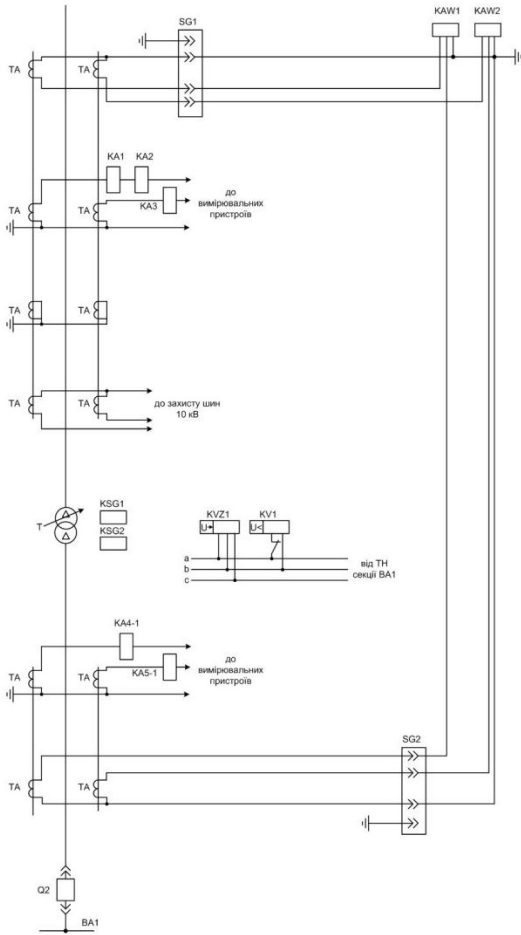 SG1
KAW1
KAW2
TA
TA
KA1
KA2
до
вимірювальних
пристроїв
KA3
TA
TA
TA
TA
TA
TA
до захисту шин
10 кВ
KSG1
T
KSG2
KVZ1
KV1
U
U<
a
b
c
від ТН
секції ВА1
KA4-1
до
вимірювальних
пристроїв
KA5-1
TA
TA
SG2
TA
TA
Q2
BA1